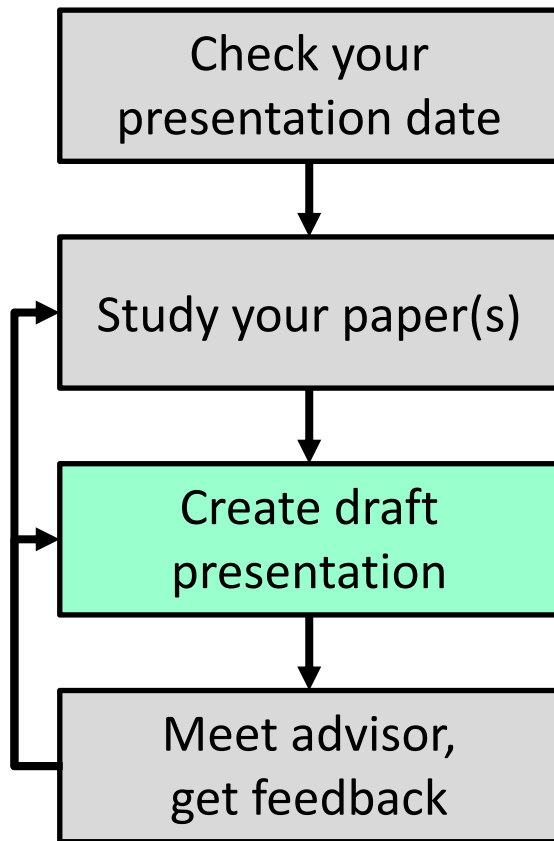 Check your
presentation date
Study your paper(s)
Create draft
presentation
Meet advisor,
get feedback